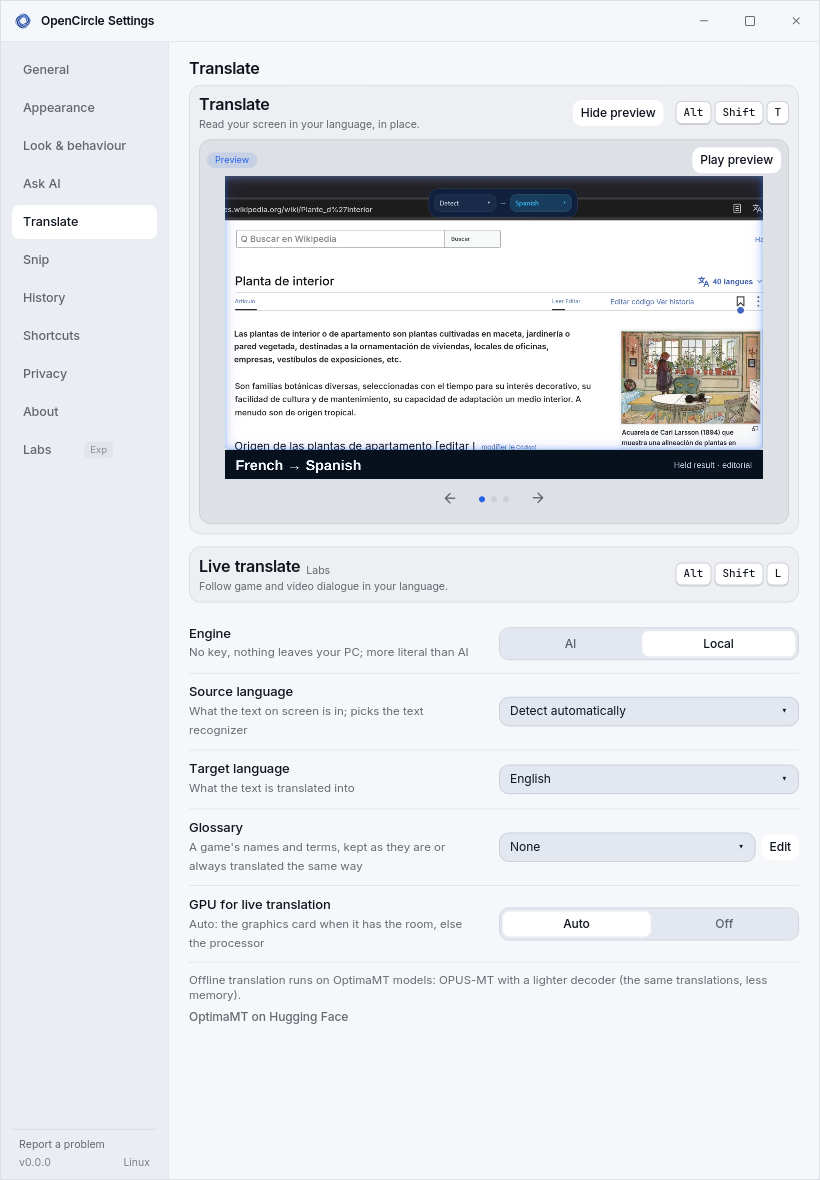 OpenCircle Settings
General
Appearance
Look & behaviour
Ask AI
Translate
Snip
History
Shortcuts
Privacy
About
Labs Exp
Report a problem
v0.0.0 Linux
Translate
Translate
Read your screen in your language, in place.
Hide preview Alt Shift T
Preview
Play preview
es.wikipedia.org/wiki/Plante_d%27interior
Detect → Spanish
Buscar en Wikipedia Buscar
Planta de interior
40 langues
Artículo Leer Editar Editar código Ver historia
Las plantas de interior o de apartamento son plantas cultivadas en maceta, jardinería o
pared vegetada, destinadas a la ornamentación de viviendas, locales de oficinas,
empresas, vestíbulos de exposiciones, etc.
Son familias botánicas diversas, seleccionadas con el tiempo para su interés decorativo, su
facilidad de cultura y de mantenimiento, su capacidad de adaptación un medio interior. A
menudo son de origen tropical.
Acuarela de Carl Larsson (1894) que
muestra una alineación de plantas en
Origen de las plantas de apartamento [editar | modifier le Código]
French → Spanish
Held result · editorial
Live translate Labs
Follow game and video dialogue in your language.
Alt Shift L
Engine
No key, nothing leaves your PC; more literal than AI
AI Local
Source language
What the text on screen is in; picks the text
recognizer
Detect automatically
Target language
What the text is translated into
English
Glossary
A game's names and terms, kept as they are or
always translated the same way
None Edit
GPU for live translation
Auto: the graphics card when it has the room, else
the processor
Auto Off
Offline translation runs on OptimaMT models: OPUS-MT with a lighter decoder (the same translations, less
memory).
OptimaMT on Hugging Face